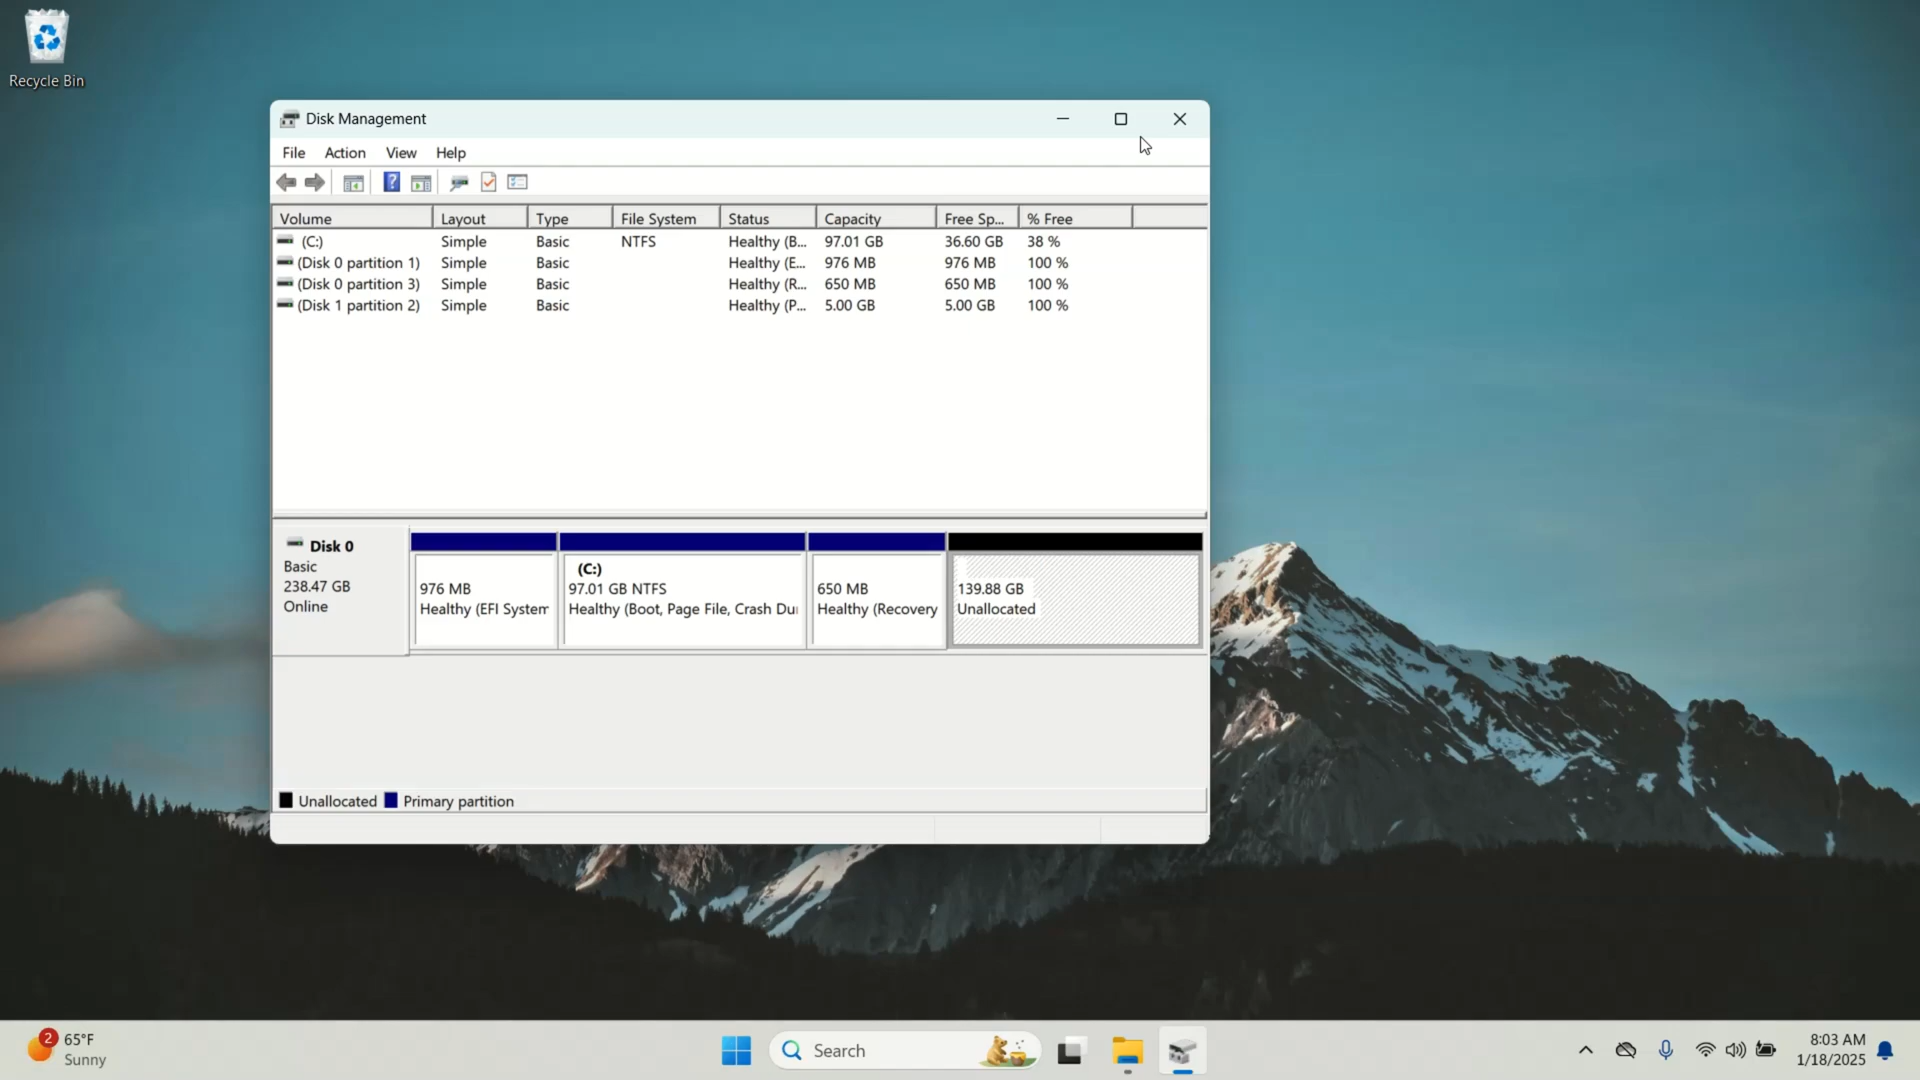 Recycle Bin
Disk Management
File Action View Help
Volume Layout Type File System Status Capacity Free Sp... % Free
(C:) Simple Basic NTFS Healthy (B... 97.01 GB 36.60 GB 38 %
(Disk 0 partition 1) Simple Basic Healthy (E... 976 MB 976 MB 100 %
(Disk 0 partition 3) Simple Basic Healthy (R... 650 MB 650 MB 100 %
(Disk 1 partition 2) Simple Basic Healthy (P... 5.00 GB 5.00 GB 100 %
Disk 0
Basic
238.47 GB
Online
976 MB
Healthy (EFI System
(C:)
97.01 GB NTFS
Healthy (Boot, Page File, Crash Du
650 MB
Healthy (Recovery
139.88 GB
Unallocated
Unallocated Primary partition
2
65°F
Sunny
Search
8:03 AM
1/18/2025